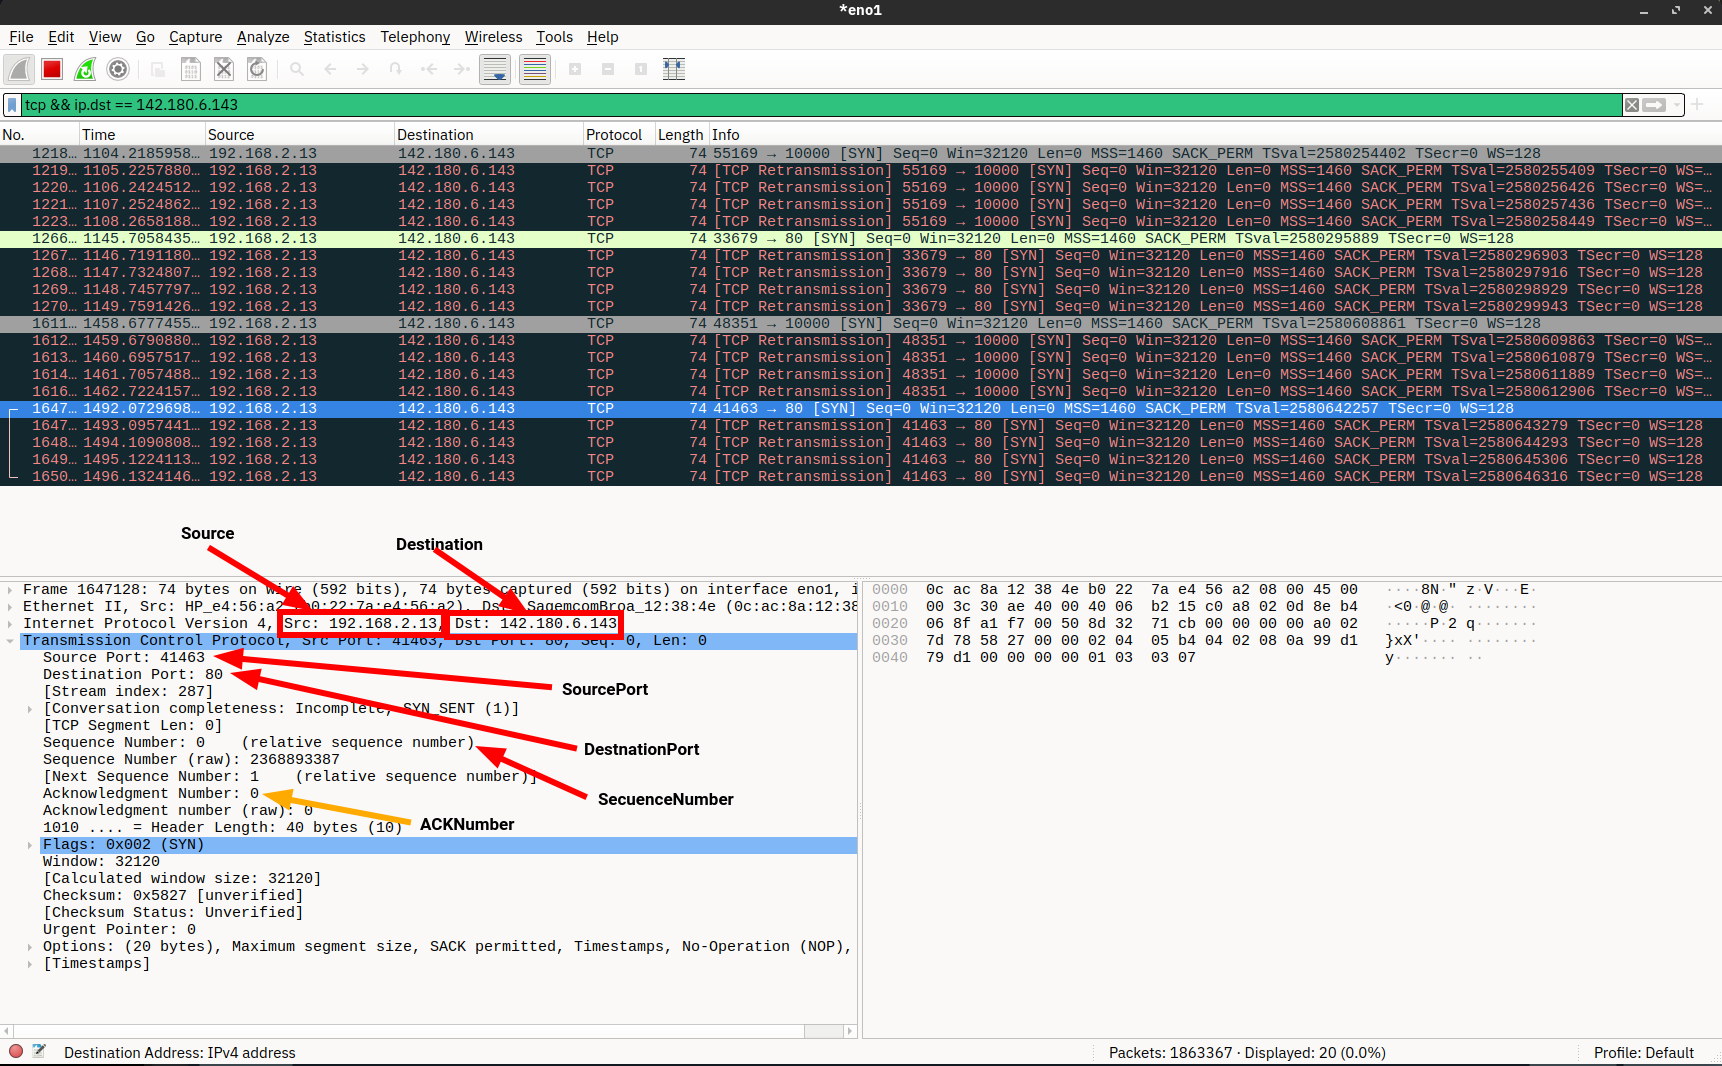 *eno1
File Edit View Go Capture Analyze Statistics Telephony Wireless Tools Help
tcp && ip.dst == 142.180.6.143
No. Time Source Destination Protocol Length Info
1218… 1104.2185958… 192.168.2.13 142.180.6.143 TCP 74 55169 → 10000 [SYN] Seq=0 Win=32120 Len=0 MSS=1460 SACK_PERM TSval=2580254402 TSecr=0 WS=128
1219… 1105.2257880… 192.168.2.13 142.180.6.143 TCP 74 [TCP Retransmission] 55169 → 10000 [SYN] Seq=0 Win=32120 Len=0 MSS=1460 SACK_PERM TSval=2580255409 TSecr=0 WS=…
1220… 1106.2424512… 192.168.2.13 142.180.6.143 TCP 74 [TCP Retransmission] 55169 → 10000 [SYN] Seq=0 Win=32120 Len=0 MSS=1460 SACK_PERM TSval=2580256426 TSecr=0 WS=…
1221… 1107.2524862… 192.168.2.13 142.180.6.143 TCP 74 [TCP Retransmission] 55169 → 10000 [SYN] Seq=0 Win=32120 Len=0 MSS=1460 SACK_PERM TSval=2580257436 TSecr=0 WS=…
1223… 1108.2658188… 192.168.2.13 142.180.6.143 TCP 74 [TCP Retransmission] 55169 → 10000 [SYN] Seq=0 Win=32120 Len=0 MSS=1460 SACK_PERM TSval=2580258449 TSecr=0 WS=…
1266… 1145.7058435… 192.168.2.13 142.180.6.143 TCP 74 33679 → 80 [SYN] Seq=0 Win=32120 Len=0 MSS=1460 SACK_PERM TSval=2580295889 TSecr=0 WS=128
1267… 1146.7191180… 192.168.2.13 142.180.6.143 TCP 74 [TCP Retransmission] 33679 → 80 [SYN] Seq=0 Win=32120 Len=0 MSS=1460 SACK_PERM TSval=2580296903 TSecr=0 WS=128
1268… 1147.7324807… 192.168.2.13 142.180.6.143 TCP 74 [TCP Retransmission] 33679 → 80 [SYN] Seq=0 Win=32120 Len=0 MSS=1460 SACK_PERM TSval=2580297916 TSecr=0 WS=128
1269… 1148.7457797… 192.168.2.13 142.180.6.143 TCP 74 [TCP Retransmission] 33679 → 80 [SYN] Seq=0 Win=32120 Len=0 MSS=1460 SACK_PERM TSval=2580298929 TSecr=0 WS=128
1270… 1149.7591426… 192.168.2.13 142.180.6.143 TCP 74 [TCP Retransmission] 33679 → 80 [SYN] Seq=0 Win=32120 Len=0 MSS=1460 SACK_PERM TSval=2580299943 TSecr=0 WS=128
1611… 1458.6777455… 192.168.2.13 142.180.6.143 TCP 74 48351 → 10000 [SYN] Seq=0 Win=32120 Len=0 MSS=1460 SACK_PERM TSval=2580608861 TSecr=0 WS=128
1612… 1459.6790880… 192.168.2.13 142.180.6.143 TCP 74 [TCP Retransmission] 48351 → 10000 [SYN] Seq=0 Win=32120 Len=0 MSS=1460 SACK_PERM TSval=2580609863 TSecr=0 WS=…
1613… 1460.6957517… 192.168.2.13 142.180.6.143 TCP 74 [TCP Retransmission] 48351 → 10000 [SYN] Seq=0 Win=32120 Len=0 MSS=1460 SACK_PERM TSval=2580610879 TSecr=0 WS=…
1614… 1461.7057488… 192.168.2.13 142.180.6.143 TCP 74 [TCP Retransmission] 48351 → 10000 [SYN] Seq=0 Win=32120 Len=0 MSS=1460 SACK_PERM TSval=2580611889 TSecr=0 WS=…
1616… 1462.7224157… 192.168.2.13 142.180.6.143 TCP 74 [TCP Retransmission] 48351 → 10000 [SYN] Seq=0 Win=32120 Len=0 MSS=1460 SACK_PERM TSval=2580612906 TSecr=0 WS=…
1647… 1492.0729698… 192.168.2.13 142.180.6.143 TCP 74 41463 → 80 [SYN] Seq=0 Win=32120 Len=0 MSS=1460 SACK_PERM TSval=2580642257 TSecr=0 WS=128
1647… 1493.0957441… 192.168.2.13 142.180.6.143 TCP 74 [TCP Retransmission] 41463 → 80 [SYN] Seq=0 Win=32120 Len=0 MSS=1460 SACK_PERM TSval=2580643279 TSecr=0 WS=128
1648… 1494.1090808… 192.168.2.13 142.180.6.143 TCP 74 [TCP Retransmission] 41463 → 80 [SYN] Seq=0 Win=32120 Len=0 MSS=1460 SACK_PERM TSval=2580644293 TSecr=0 WS=128
1649… 1495.1224113… 192.168.2.13 142.180.6.143 TCP 74 [TCP Retransmission] 41463 → 80 [SYN] Seq=0 Win=32120 Len=0 MSS=1460 SACK_PERM TSval=2580645306 TSecr=0 WS=128
1650… 1496.1324146… 192.168.2.13 142.180.6.143 TCP 74 [TCP Retransmission] 41463 → 80 [SYN] Seq=0 Win=32120 Len=0 MSS=1460 SACK_PERM TSval=2580646316 TSecr=0 WS=128
Source
Destination
Frame 1647128: 74 bytes on wire (592 bits), 74 bytes captured (592 bits) on interface eno1, i
Ethernet II, Src: HP_e4:56:a2 (b0:22:7a:e4:56:a2), Dst: SagemcomBroa_12:38:4e (0c:ac:8a:12:38
Internet Protocol Version 4, Src: 192.168.2.13, Dst: 142.180.6.143
Transmission Control Protocol, Src Port: 41463, Dst Port: 80, Seq: 0, Len: 0
Source Port: 41463
Destination Port: 80
[Stream index: 287]
SourcePort
[Conversation completeness: Incomplete, SYN_SENT (1)]
[TCP Segment Len: 0]
Sequence Number: 0 (relative sequence number)
DestnationPort
Sequence Number (raw): 2368893387
[Next Sequence Number: 1 (relative sequence number)]
Acknowledgment Number: 0
SecuenceNumber
Acknowledgment number (raw): 0
ACKNumber
1010 .... = Header Length: 40 bytes (10)
Flags: 0x002 (SYN)
Window: 32120
[Calculated window size: 32120]
Checksum: 0x5827 [unverified]
[Checksum Status: Unverified]
Urgent Pointer: 0
Options: (20 bytes), Maximum segment size, SACK permitted, Timestamps, No-Operation (NOP),
[Timestamps]
0000 0c ac 8a 12 38 4e b0 22 7a e4 56 a2 08 00 45 00 ····8N·" z·V···E·
0010 00 3c 30 ae 40 00 40 06 b2 15 c0 a8 02 0d 8e b4 ·<0·@·@· ········
0020 06 8f a1 f7 00 50 8d 32 71 cb 00 00 00 00 a0 02 ·····P·2 q·······
0030 7d 78 58 27 00 00 02 04 05 b4 04 02 08 0a 99 d1 }xX'···· ········
0040 79 d1 00 00 00 00 01 03 03 07 y······· ··
Destination Address: IPv4 address
Packets: 1863367 · Displayed: 20 (0.0%)
Profile: Default